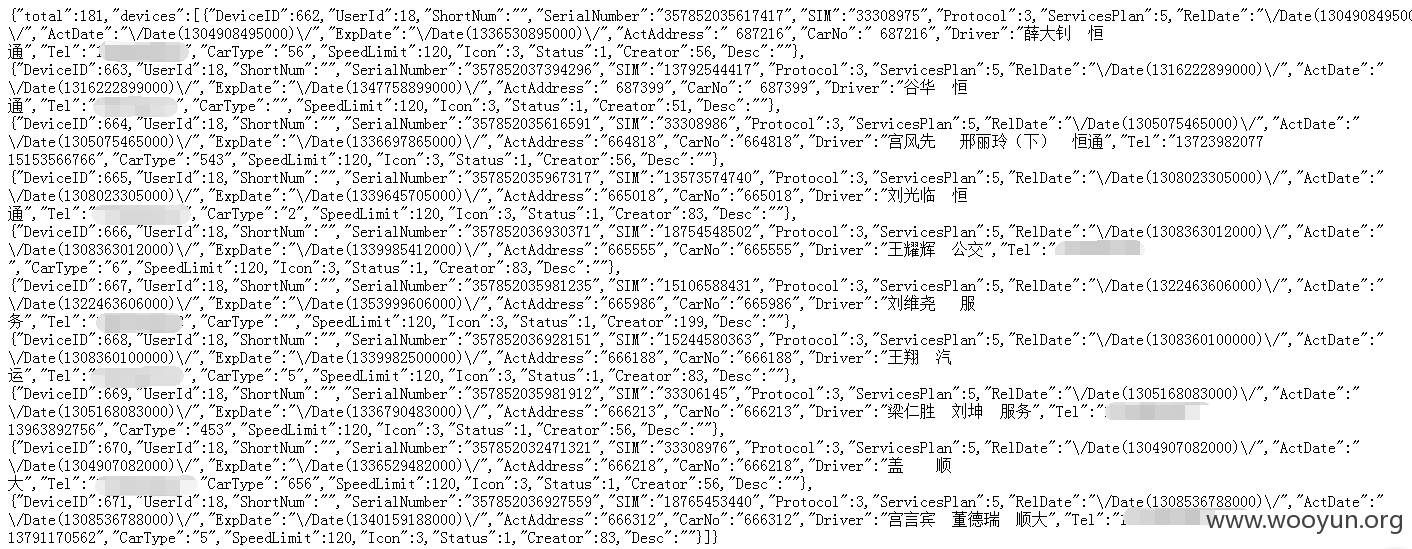 {"total":181,"devices":[{"DeviceID":662,"UserId":18,"ShortNum":"","SerialNumber":"357852035617417","SIM":"33308975","Protocol":3,"ServicesPlan":5,"RelDate":"\/Date(1304908495000)
\/","ActDate":"\/Date(1304908495000)\/","ExpDate":"\/Date(1336530895000)\/","ActAddress":" 687216","CarNo":" 687216","Driver":"薛大钊　恒
通","Tel":" ","CarType":"56","SpeedLimit":120,"Icon":3,"Status":1,"Creator":56,"Desc":""},
{"DeviceID":663,"UserId":18,"ShortNum":"","SerialNumber":"357852037394296","SIM":"13792544417","Protocol":3,"ServicesPlan":5,"RelDate":"\/Date(1316222899000)\/","ActDate":"
\/Date(1316222899000)\/","ExpDate":"\/Date(1347758899000)\/","ActAddress":" 687399","CarNo":" 687399","Driver":"谷华　恒
通","Tel":" ","CarType":"","SpeedLimit":120,"Icon":3,"Status":1,"Creator":51,"Desc":""},
{"DeviceID":664,"UserId":18,"ShortNum":"","SerialNumber":"357852035616591","SIM":"33308986","Protocol":3,"ServicesPlan":5,"RelDate":"\/Date(1305075465000)\/","ActDate":"
\/Date(1305075465000)\/","ExpDate":"\/Date(1336697865000)\/","ActAddress":"664818","CarNo":"664818","Driver":"宫凤先　 邢丽玲（下）　恒通","Tel":"13723982077
15153566766","CarType":"543","SpeedLimit":120,"Icon":3,"Status":1,"Creator":56,"Desc":""},
{"DeviceID":665,"UserId":18,"ShortNum":"","SerialNumber":"357852035967317","SIM":"13573574740","Protocol":3,"ServicesPlan":5,"RelDate":"\/Date(1308023305000)\/","ActDate":"
\/Date(1308023305000)\/","ExpDate":"\/Date(1339645705000)\/","ActAddress":"665018","CarNo":"665018","Driver":"刘光临　恒
通","Tel":" ","CarType":"2","SpeedLimit":120,"Icon":3,"Status":1,"Creator":83,"Desc":""},
{"DeviceID":666,"UserId":18,"ShortNum":"","SerialNumber":"357852036930371","SIM":"18754548502","Protocol":3,"ServicesPlan":5,"RelDate":"\/Date(1308363012000)\/","ActDate":"
\/Date(1308363012000)\/","ExpDate":"\/Date(1339985412000)\/","ActAddress":"665555","CarNo":"665555","Driver":"王耀辉　公交","Tel":"
","CarType":"6","SpeedLimit":120,"Icon":3,"Status":1,"Creator":83,"Desc":""},
{"DeviceID":667,"UserId":18,"ShortNum":"","SerialNumber":"357852035981235","SIM":"15106588431","Protocol":3,"ServicesPlan":5,"RelDate":"\/Date(1322463606000)\/","ActDate":"
\/Date(1322463606000)\/","ExpDate":"\/Date(1353999606000)\/","ActAddress":"665986","CarNo":"665986","Driver":"刘维尧　 服
务","Tel":" ","CarType":"","SpeedLimit":120,"Icon":3,"Status":1,"Creator":199,"Desc":""},
{"DeviceID":668,"UserId":18,"ShortNum":"","SerialNumber":"357852036928151","SIM":"15244580363","Protocol":3,"ServicesPlan":5,"RelDate":"\/Date(1308360100000)\/","ActDate":"
\/Date(1308360100000)\/","ExpDate":"\/Date(1339982500000)\/","ActAddress":"666188","CarNo":"666188","Driver":"王翔　汽
运","Tel":" ","CarType":"5","SpeedLimit":120,"Icon":3,"Status":1,"Creator":83,"Desc":""},
{"DeviceID":669,"UserId":18,"ShortNum":"","SerialNumber":"357852035981912","SIM":"33306145","Protocol":3,"ServicesPlan":5,"RelDate":"\/Date(1305168083000)\/","ActDate":"
\/Date(1305168083000)\/","ExpDate":"\/Date(1336790483000)\/","ActAddress":"666213","CarNo":"666213","Driver":"梁仁胜　刘坤　服务","Tel":"
13963892756","CarType":"453","SpeedLimit":120,"Icon":3,"Status":1,"Creator":56,"Desc":""},
{"DeviceID":670,"UserId":18,"ShortNum":"","SerialNumber":"357852032471321","SIM":"33308976","Protocol":3,"ServicesPlan":5,"RelDate":"\/Date(1304907082000)\/","ActDate":"
\/Date(1304907082000)\/","ExpDate":"\/Date(1336529482000)\/","ActAddress":"666218","CarNo":"666218","Driver":"盖　　顺
大","Tel":" "CarType":"656","SpeedLimit":120,"Icon":3,"Status":1,"Creator":56,"Desc":""},
{"DeviceID":671,"UserId":18,"ShortNum":"","SerialNumber":"357852036927559","SIM":"18765453440","Protocol":3,"ServicesPlan":5,"RelDate":"\/Date(1308536788000)\/","ActDate":"
\/Date(1308536788000)\/","ExpDate":"\/Date(1340159188000)\/","ActAddress":"666312","CarNo":"666312","Driver":"宫言宾　董德瑞　顺大","Tel":"
13791170562","CarType":"5","SpeedLimit":120,"Icon":3,"Status":1,"Creator":83,"Desc":""}]}
www.wooyun.org